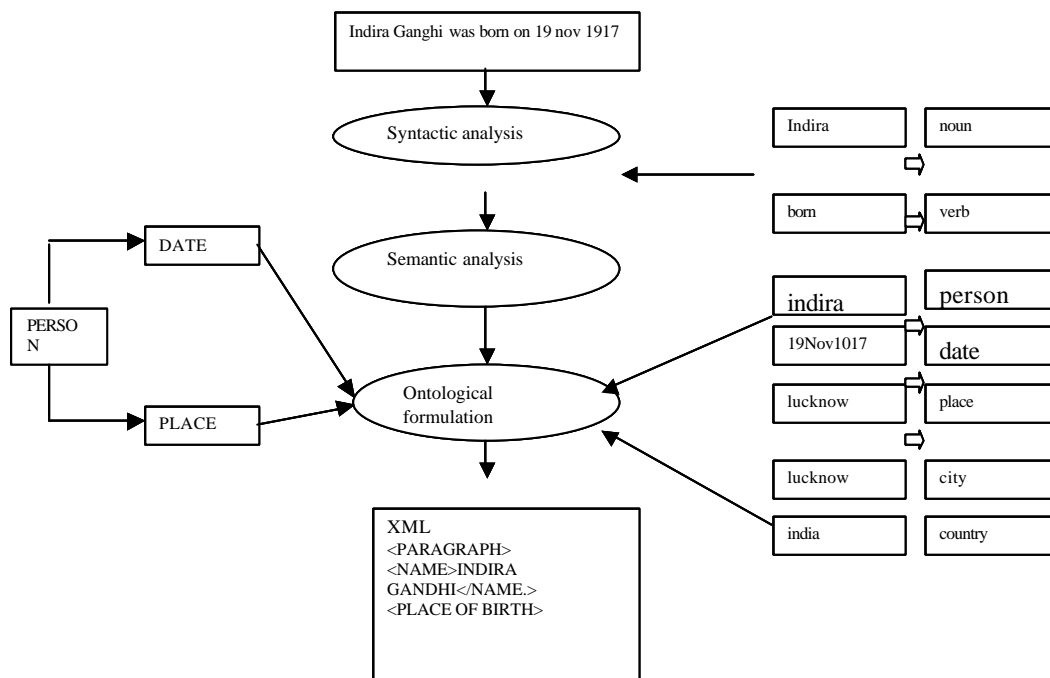 Indira Ganghi was born on 19 nov 1917
Syntactic analysis
Indira noun
born verb
DATE
Semantic analysis
indira person
PERSO
N
19Nov1017 date
Ontological
formulation
lucknow place
PLACE
lucknow city
india country
XML
<PARAGRAPH>
<NAME>INDIRA
GANDHI</NAME.>
<PLACE OF BIRTH>